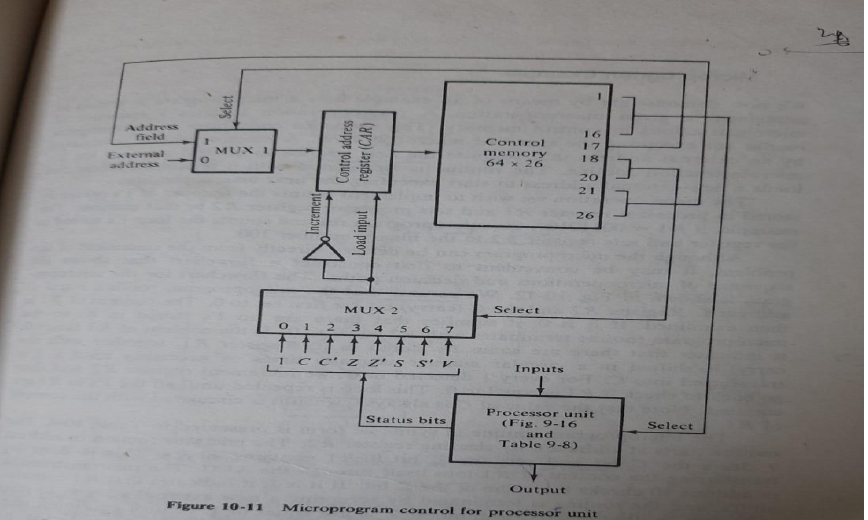 Select
Address
field
External
address
1
0
MUX 1
Control address
register (CAR)
Control
memory
64 × 26
1
16
17
18
20
21
26
Increment
Load input
MUX 2
0 1 2 3 4 5 6 7
1 C C' Z Z' S S' V
Select
Status bits
Inputs
Processor unit
(Fig. 9-16
and
Table 9-8)
Select
Output
Figure 10-11 Microprogram control for processor unit